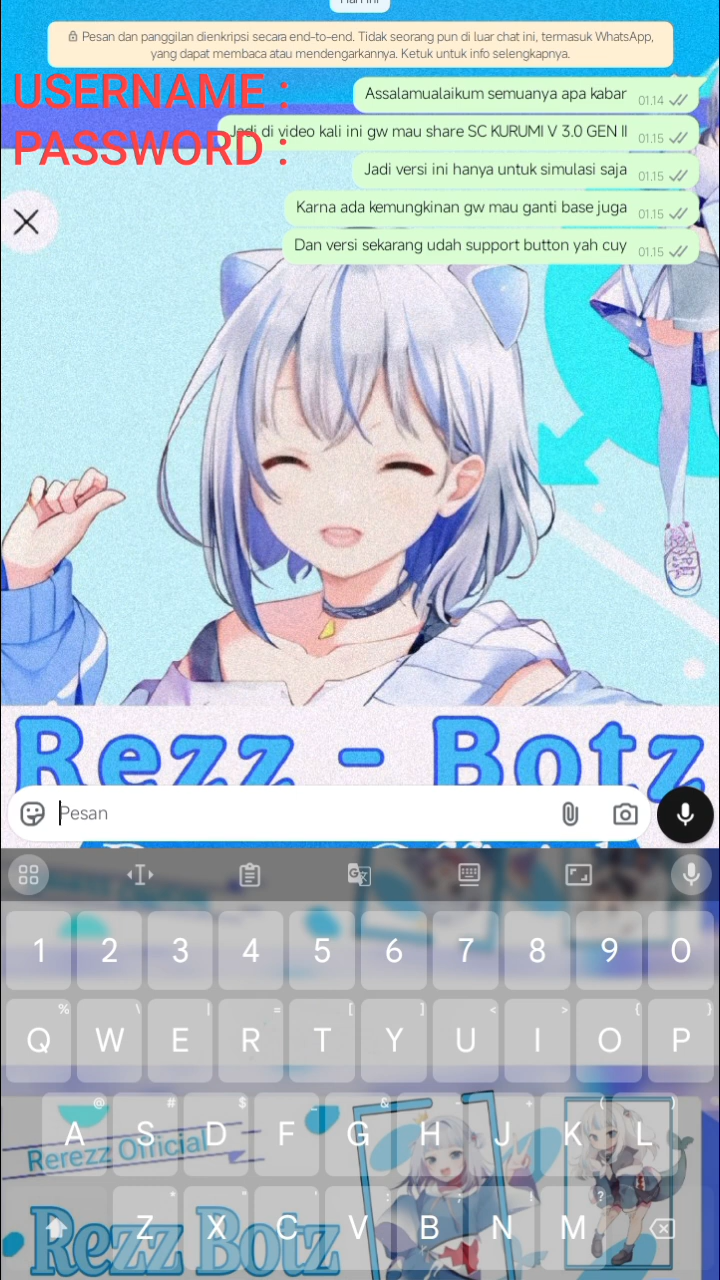 Hari ini
Pesan dan panggilan dienkripsi secara end-to-end. Tidak seorang pun di luar chat ini, termasuk WhatsApp,
yang dapat membaca atau mendengarkannya. Ketuk untuk info selengkapnya.
USERNAME :
PASSWORD :
Assalamualaikum semuanya apa kabar 01.14
Jadi di video kali ini gw mau share SC KURUMI V 3.0 GEN II 01.15
Jadi versi ini hanya untuk simulasi saja 01.15
Karna ada kemungkinan gw mau ganti base juga 01.15
Dan versi sekarang udah support button yah cuy 01.15
Rezz - Botz
Pesan
1 2 3 4 5 6 7 8 9 0
% \ | = [ ] < > { }
Q W E R T Y U I O P
@ # $ _ & - + ( )
A S D F G H J K L
Rerezz Official
* " ' : ; ! ?
Z X C V B N M
Rezz Botz